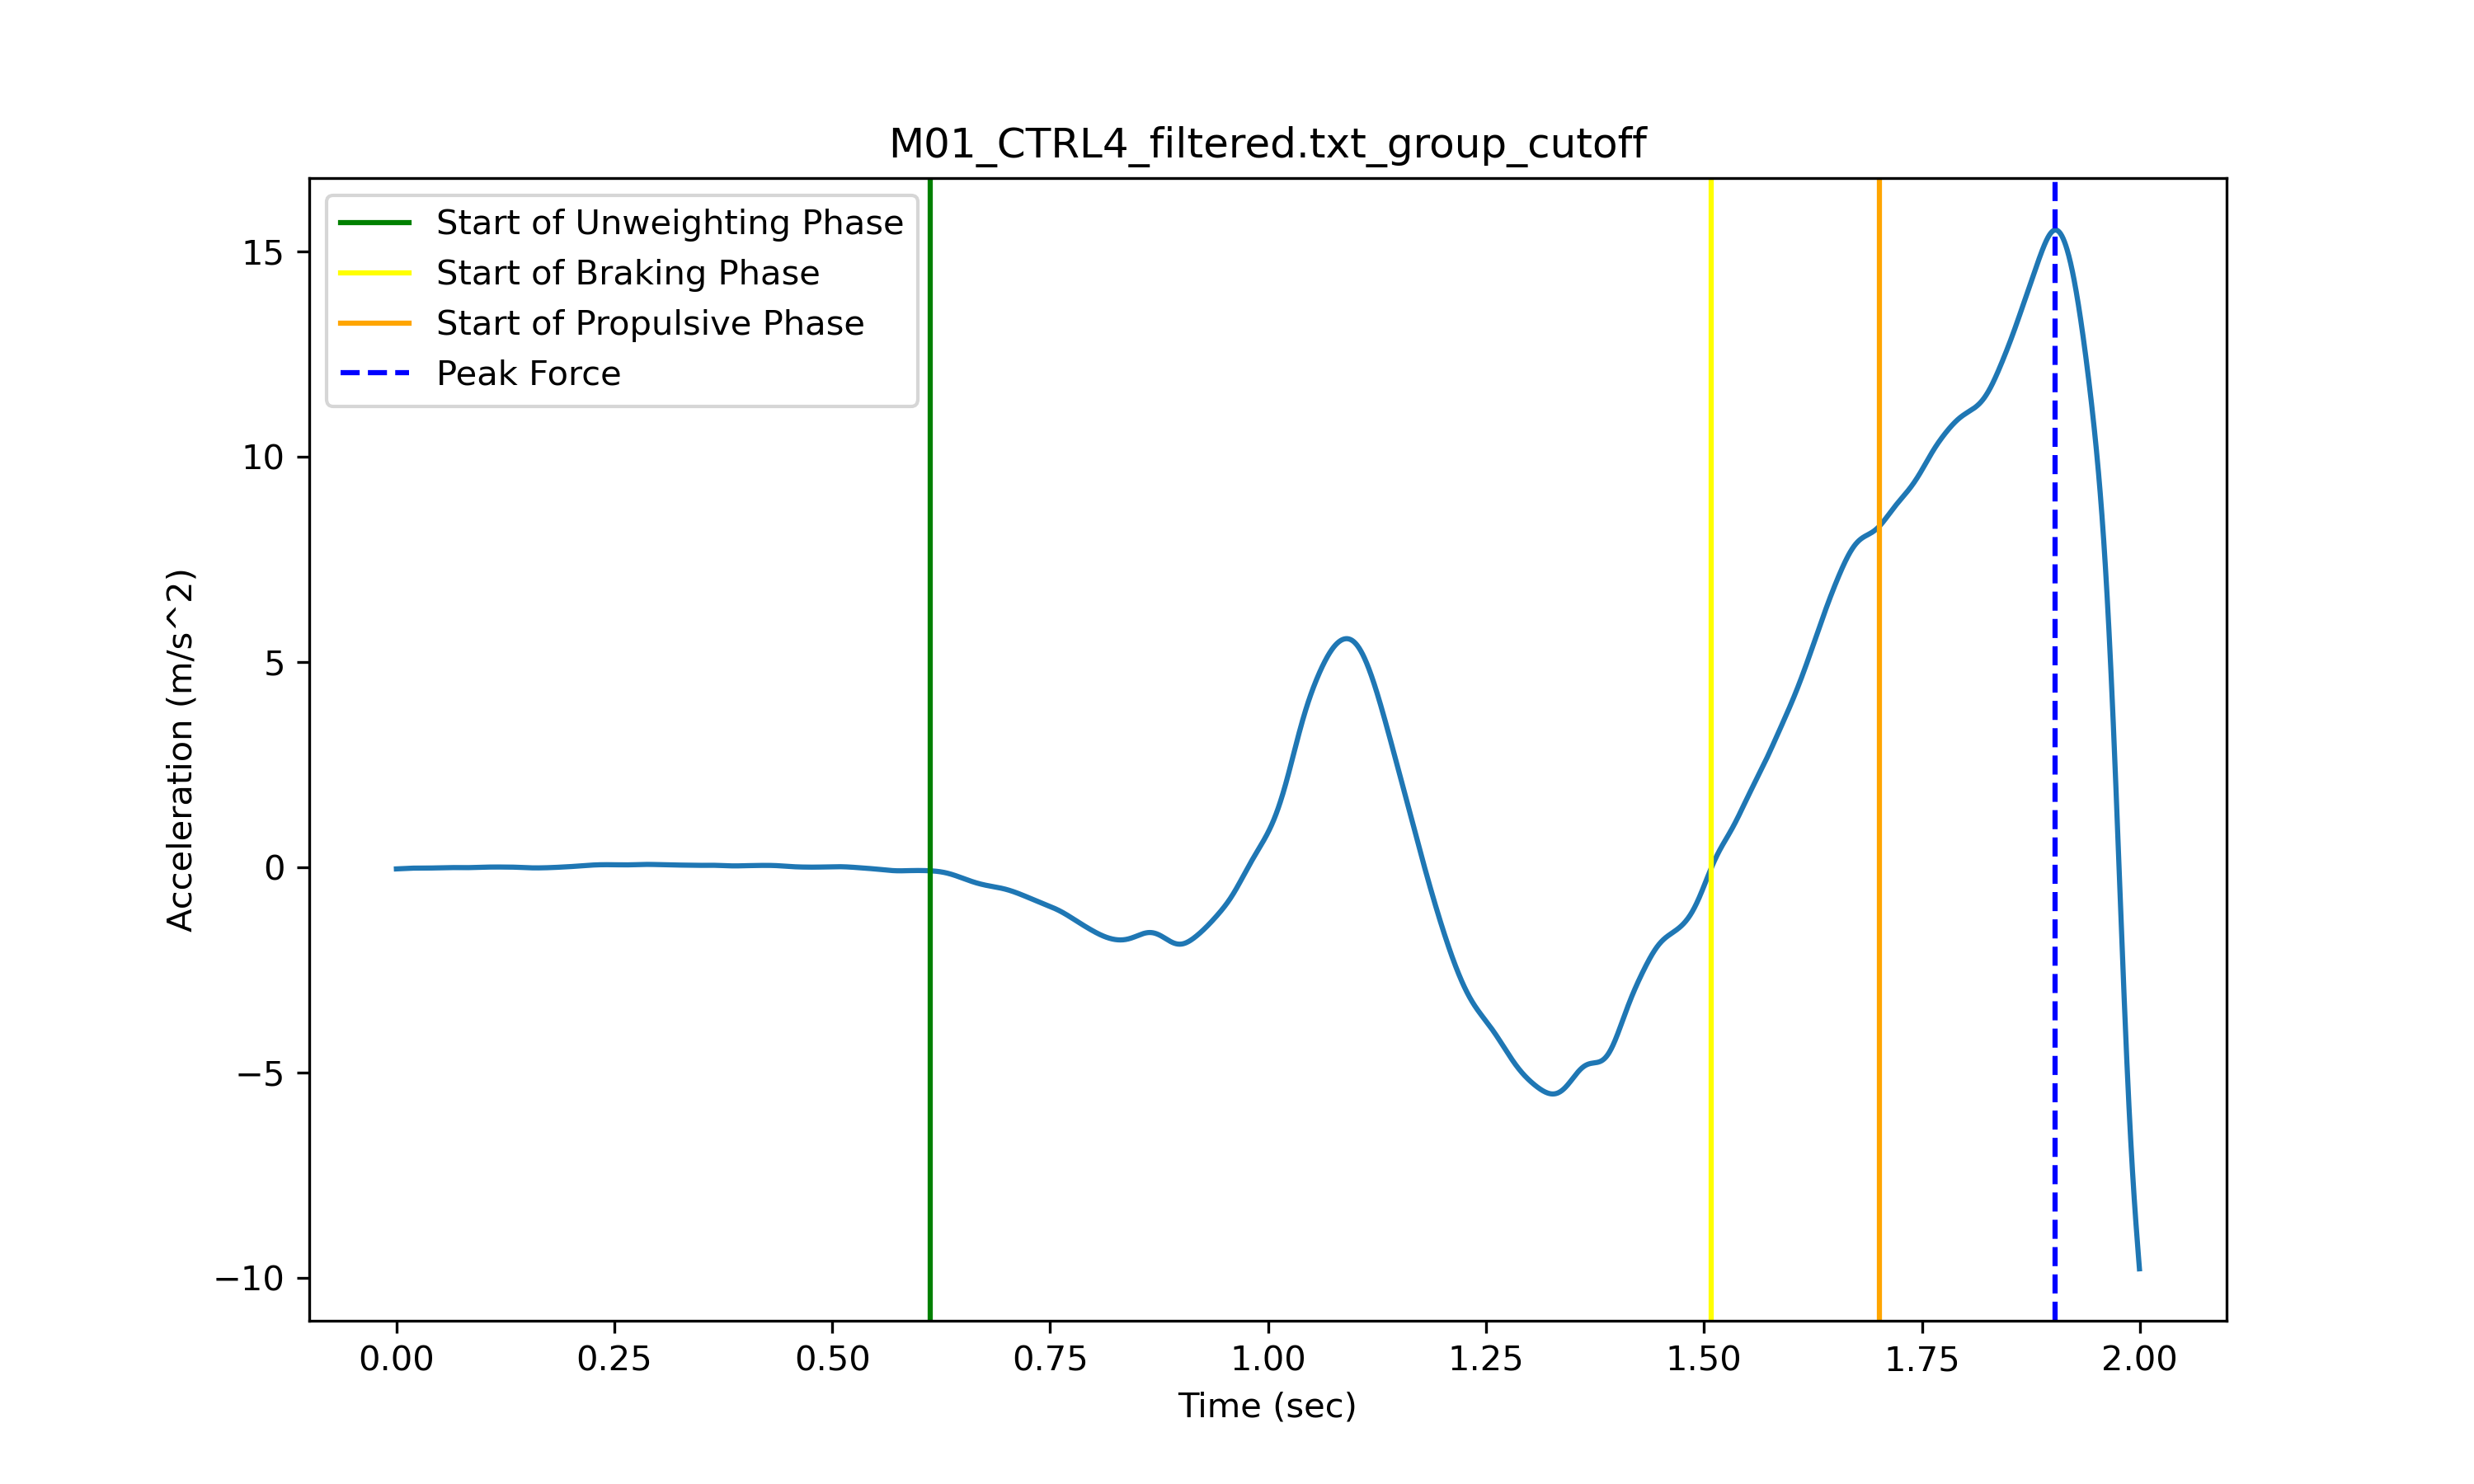 M01_CTRL4_filtered.txt_group_cutoff
Start of Unweighting Phase
Start of Braking Phase
Start of Propulsive Phase
Peak Force
15
10
5
0
−5
−10
Acceleration (m/s^2)
0.00 0.25 0.50 0.75 1.00 1.25 1.50 1.75 2.00
Time (sec)